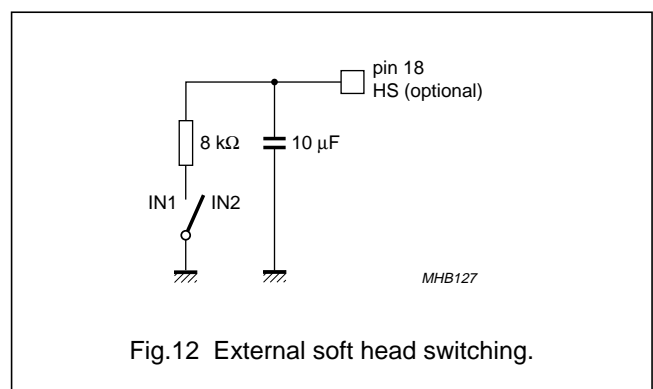 pin 18
HS (optional)
8 kΩ
10 μF
IN1
IN2
MHB127
Fig.12 External soft head switching.